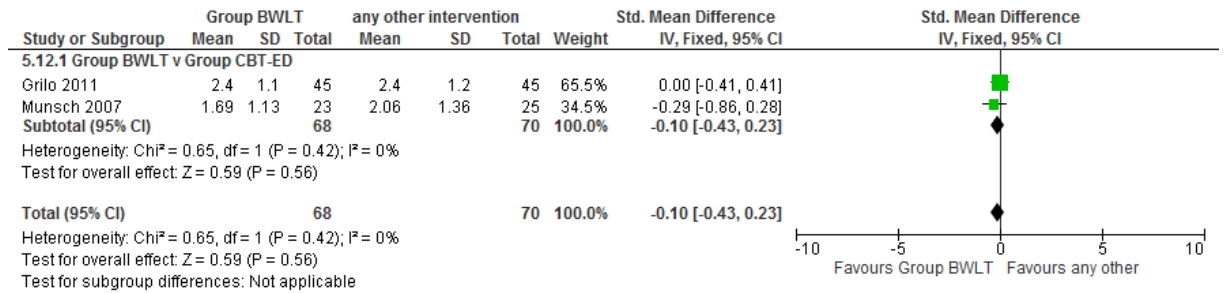 Group BWLT any other intervention Std. Mean Difference Std. Mean Difference
Study or Subgroup Mean SD Total Mean SD Total Weight IV, Fixed, 95% CI IV, Fixed, 95% CI
5.12.1 Group BWLT v Group CBT-ED
Grilo 2011 2.4 1.1 45 2.4 1.2 45 65.5% 0.00 [-0.41, 0.41]
Munsch 2007 1.69 1.13 23 2.06 1.36 25 34.5% -0.29 [-0.86, 0.28]
Subtotal (95% CI) 68 70 100.0% -0.10 [-0.43, 0.23]
Heterogeneity: Chi² = 0.65, df = 1 (P = 0.42); I² = 0%
Test for overall effect: Z = 0.59 (P = 0.56)
Total (95% CI) 68 70 100.0% -0.10 [-0.43, 0.23]
Heterogeneity: Chi² = 0.65, df = 1 (P = 0.42); I² = 0%
Test for overall effect: Z = 0.59 (P = 0.56)
Test for subgroup differences: Not applicable
-10 -5 0 5 10
Favours Group BWLT Favours any other